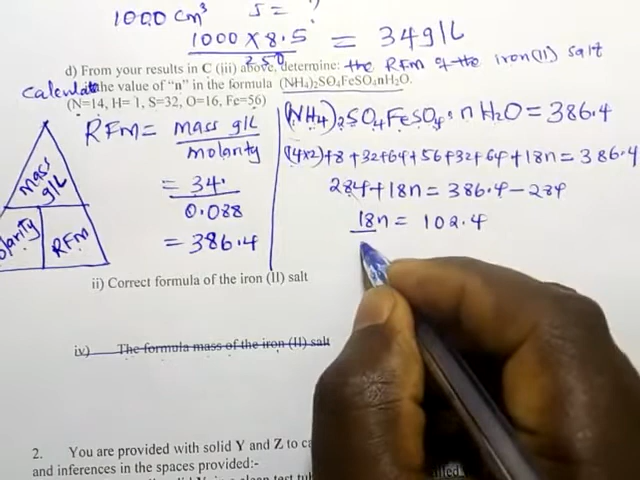 1000 cm³ 5 = ?
1000 × 8.5 = 34g/L
250
d) From your results in C (iii) above, determine: the RFM of the iron(II) salt
Calculate the value of "n" in the formula (NH₄)₂SO₄FeSO₄nH₂O.
(N=14, H= 1, S=32, O=16, Fe=56)
RFM = mass g/L
molarity
= 34.
0.088
= 386.4
mass
g/L
molarity
RFM
(NH₄)₂SO₄FeSO₄.nH₂O = 386.4
(14×2)+8+32+64+56+32+64+18n = 386.4
284+18n = 386.4-284
18n = 102.4
ii) Correct formula of the iron (II) salt
iv) The formula mass of the iron (II) salt
2. You are provided with solid Y and Z to ca
and inferences in the spaces provided:-